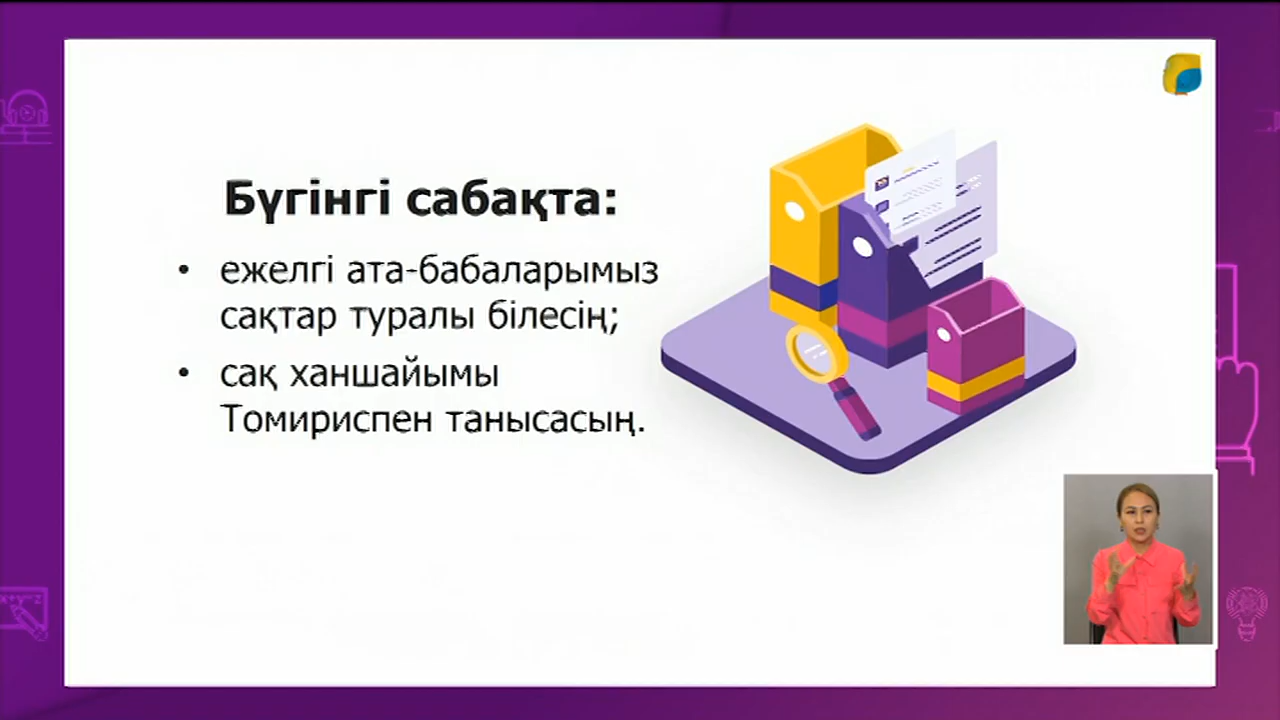 Бүгінгі сабақта:
• ежелгі ата-бабаларымыз
сақтар туралы білесің;
• сақ ханшайымы
Томириспен танысасың.